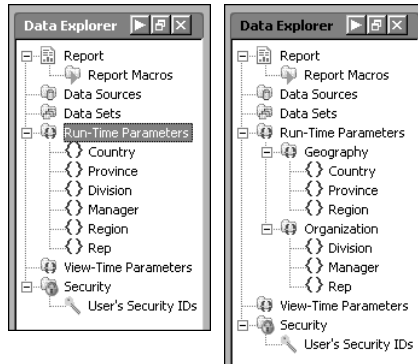 Data Explorer
Report
Report Macros
Data Sources
Data Sets
Run-Time Parameters
Country
Province
Division
Manager
Region
Rep
View-Time Parameters
Security
User's Security IDs
Data Explorer
Report
Report Macros
Data Sources
Data Sets
Run-Time Parameters
Geography
Country
Province
Region
Organization
Division
Manager
Rep
View-Time Parameters
Security
User's Security IDs